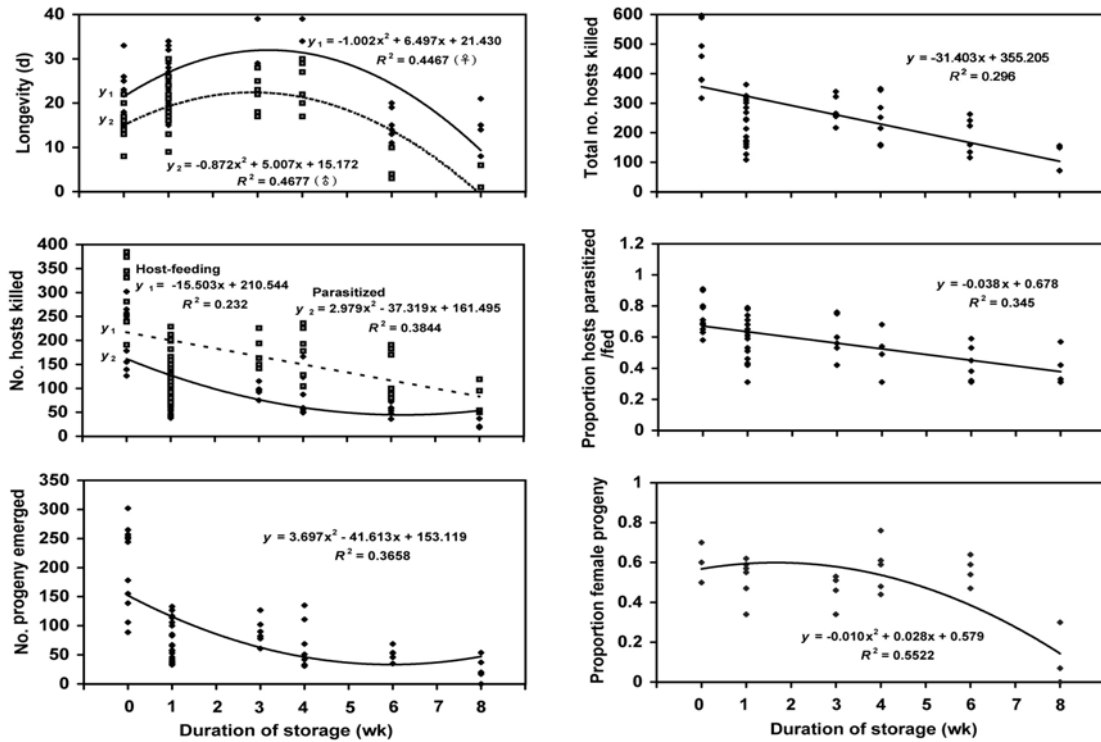 Longevity (d)
40
30
20
10
0
y₁
y₂
y₁ = -1.002x² + 6.497x + 21.430
R² = 0.4467 (♀)
y₂ = -0.872x² + 5.007x + 15.172
R² = 0.4677 (♂)
Total no. hosts killed
600
500
400
300
200
100
0
y = -31.403x + 355.205
R² = 0.296
No. hosts killed
400
350
300
250
200
150
100
50
0
y₁
y₂
Host-feeding
y₁ = -15.503x + 210.544
R² = 0.232
Parasitized
y₂ = 2.979x² - 37.319x + 161.495
R² = 0.3844
Proportion hosts parasitized
/fed
1.2
1
0.8
0.6
0.4
0.2
0
y = -0.038x + 0.678
R² = 0.345
No. progeny emerged
350
300
250
200
150
100
50
0
y = 3.697x² - 41.613x + 153.119
R² = 0.3658
0 1 2 3 4 5 6 7 8
Duration of storage (wk)
Proportion female progeny
1
0.8
0.6
0.4
0.2
0
y = -0.010x² + 0.028x + 0.579
R² = 0.5522
0 1 2 3 4 5 6 7 8
Duration of storage (wk)